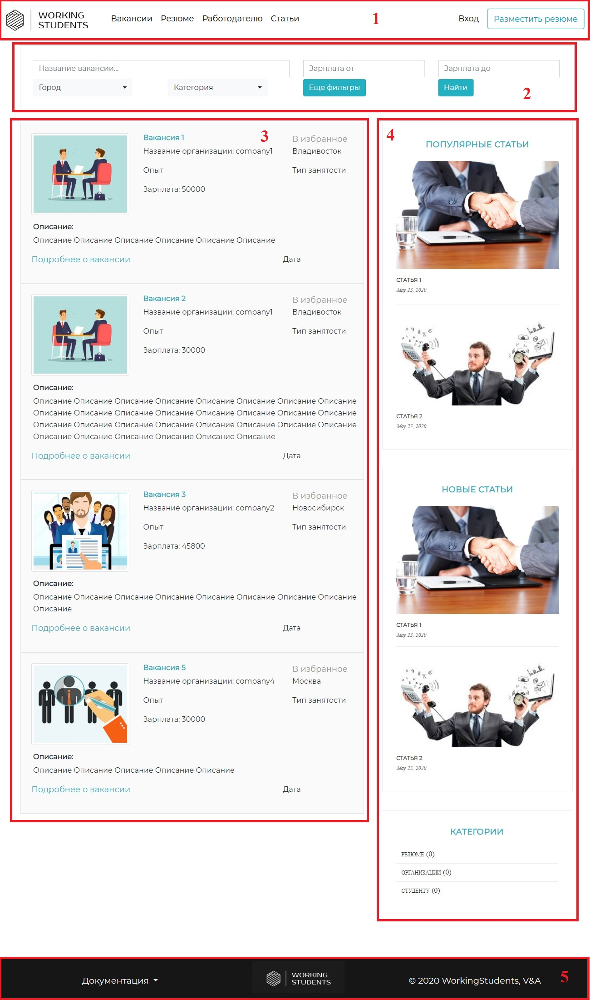 WORKING
STUDENTS
Вакансии Резюме Работодателю Статьи
1
Вход
Разместить резюме
Название вакансии...
Зарплата от
Зарплата до
Город
Категория
Еще фильтры
Найти
2
3
Вакансия 1
В избранное
Название организации: company1
Владивосток
Опыт
Тип занятости
Зарплата: 50000
Описание:
Описание Описание Описание Описание Описание Описание
Подробнее о вакансии
Дата
Вакансия 2
В избранное
Название организации: company1
Владивосток
Опыт
Тип занятости
Зарплата: 30000
Описание:
Описание Описание Описание Описание Описание Описание Описание Описание
Описание Описание Описание Описание Описание Описание Описание Описание
Описание Описание Описание Описание Описание Описание Описание Описание
Описание Описание Описание Описание Описание Описание
Подробнее о вакансии
Дата
Вакансия 3
В избранное
Название организации: company2
Новосибирск
Опыт
Тип занятости
Зарплата: 45800
Описание:
Описание Описание Описание Описание Описание Описание Описание Описание
Описание
Подробнее о вакансии
Дата
Вакансия 5
В избранное
Название организации: company4
Москва
Опыт
Тип занятости
Зарплата: 30000
Описание:
Описание Описание Описание Описание Описание
Подробнее о вакансии
Дата
4
ПОПУЛЯРНЫЕ СТАТЬИ
СТАТЬЯ 1
May 23, 2020
СТАТЬЯ 2
May 23, 2020
НОВЫЕ СТАТЬИ
СТАТЬЯ 1
May 23, 2020
СТАТЬЯ 2
May 23, 2020
КАТЕГОРИИ
РЕЗЮМЕ (0)
ОРГАНИЗАЦИИ (0)
СТУДЕНТУ (0)
Документация
WORKING
STUDENTS
© 2020 WorkingStudents, V&A
5